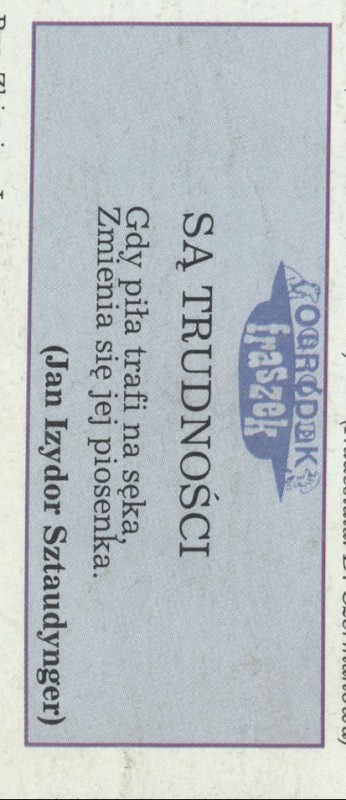 OGRÓDEK
fraszek
SĄ TRUDNOŚCI
Gdy piła trafi na sęka,
Zmienia się jej piosenka.
(Jan Izydor Sztaudynger)